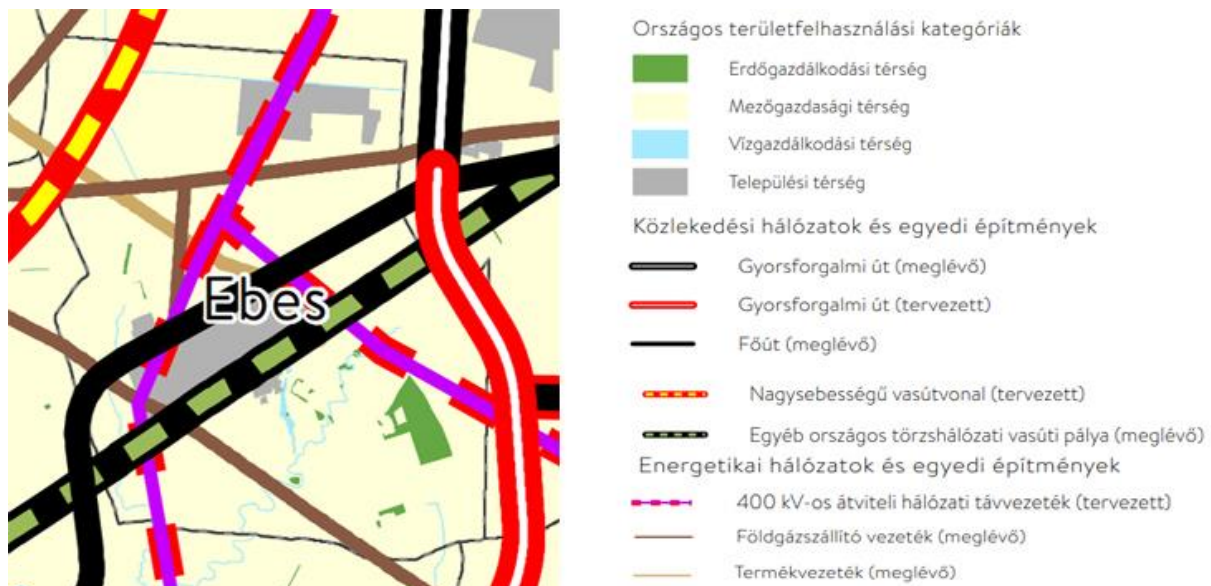 Ebes
Országos területfelhasználási kategóriák
Erdőgazdálkodási térség
Mezőgazdasági térség
Vízgazdálkodási térség
Települési térség
Közlekedési hálózatok és egyedi építmények
Gyorsforgalmi út (meglévő)
Gyorsforgalmi út (tervezett)
Főút (meglévő)
Nagysebességű vasútvonal (tervezett)
Egyéb országos törzshálózati vasúti pálya (meglévő)
Energetikai hálózatok és egyedi építmények
400 kV-os átviteli hálózati távvezeték (tervezett)
Földgázszállító vezeték (meglévő)
Termékvezeték (meglévő)